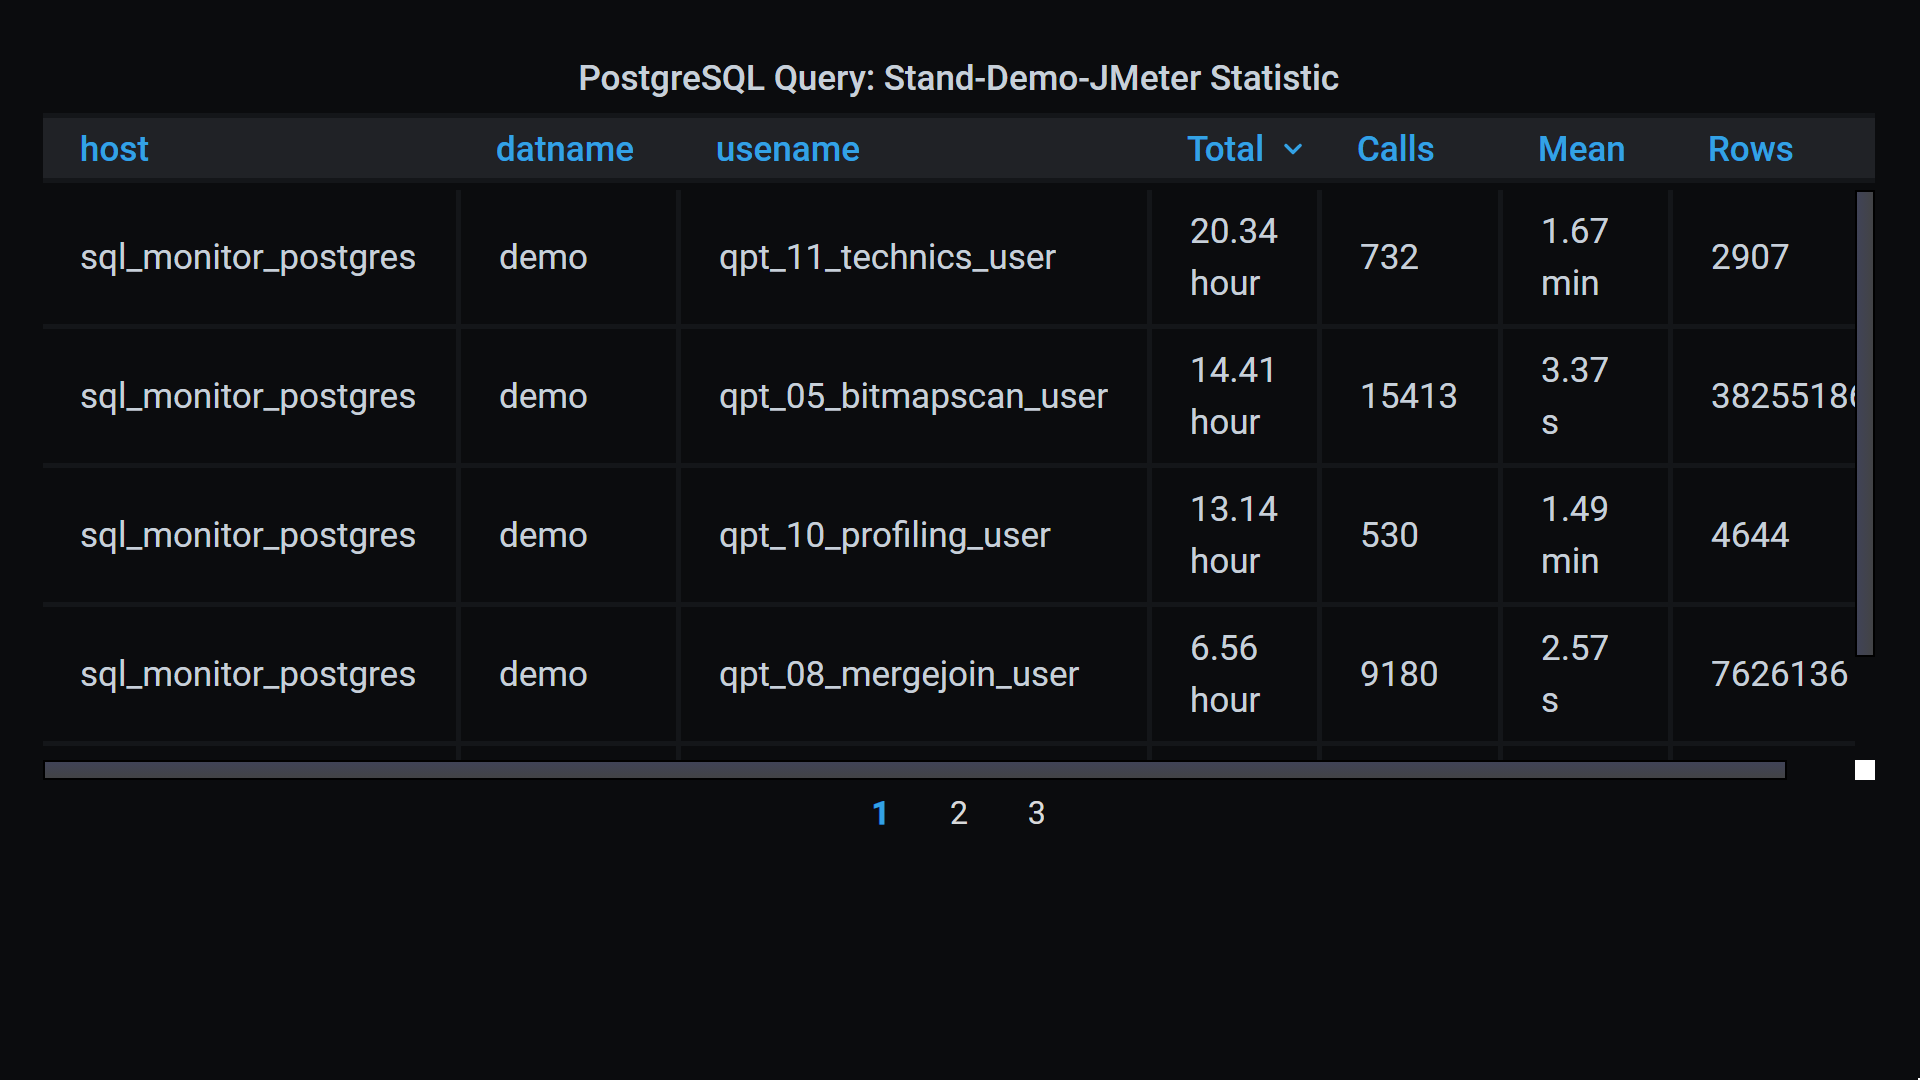 PostgreSQL Query: Stand-Demo-JMeter Statistic
host datname usename Total Calls Mean Rows
sql_monitor_postgres demo qpt_11_technics_user 20.34 hour 732 1.67 min 2907
sql_monitor_postgres demo qpt_05_bitmapscan_user 14.41 hour 15413 3.37 s
sql_monitor_postgres demo qpt_10_profiling_user 13.14 hour 530 1.49 min 4644
sql_monitor_postgres demo qpt_08_mergejoin_user 6.56 hour 9180 2.57 s 7626136
1 2 3